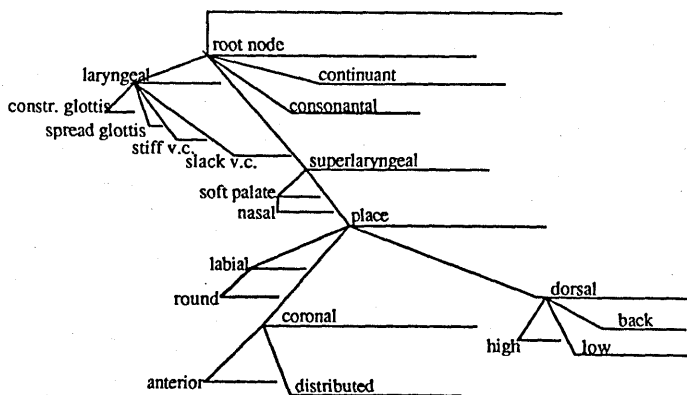 root node
laryngeal
continuant
constr. glottis
consonantal
spread glottis
stiff v.c.
slack v.c.
superlaryngeal
soft palate
nasal
place
labial
dorsal
round
coronal
back
high
low
anterior
distributed